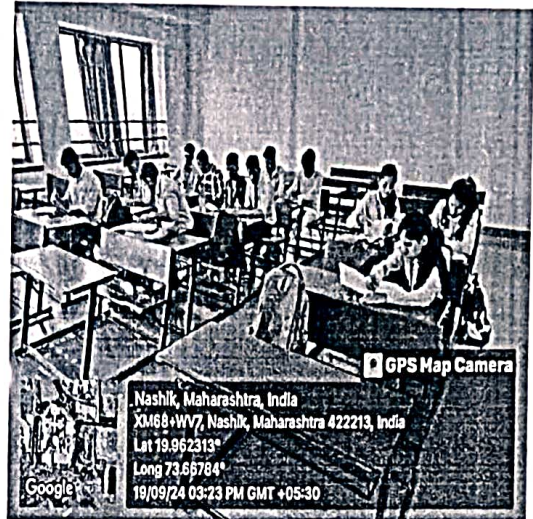 GPS Map Camera
Nashik, Maharashtra, India
XM68+WV7, Nashik, Maharashtra 422213, India
Lat 19.962313°
Long 73.66784°
19/09/24 03:23 PM GMT +05:30
Google